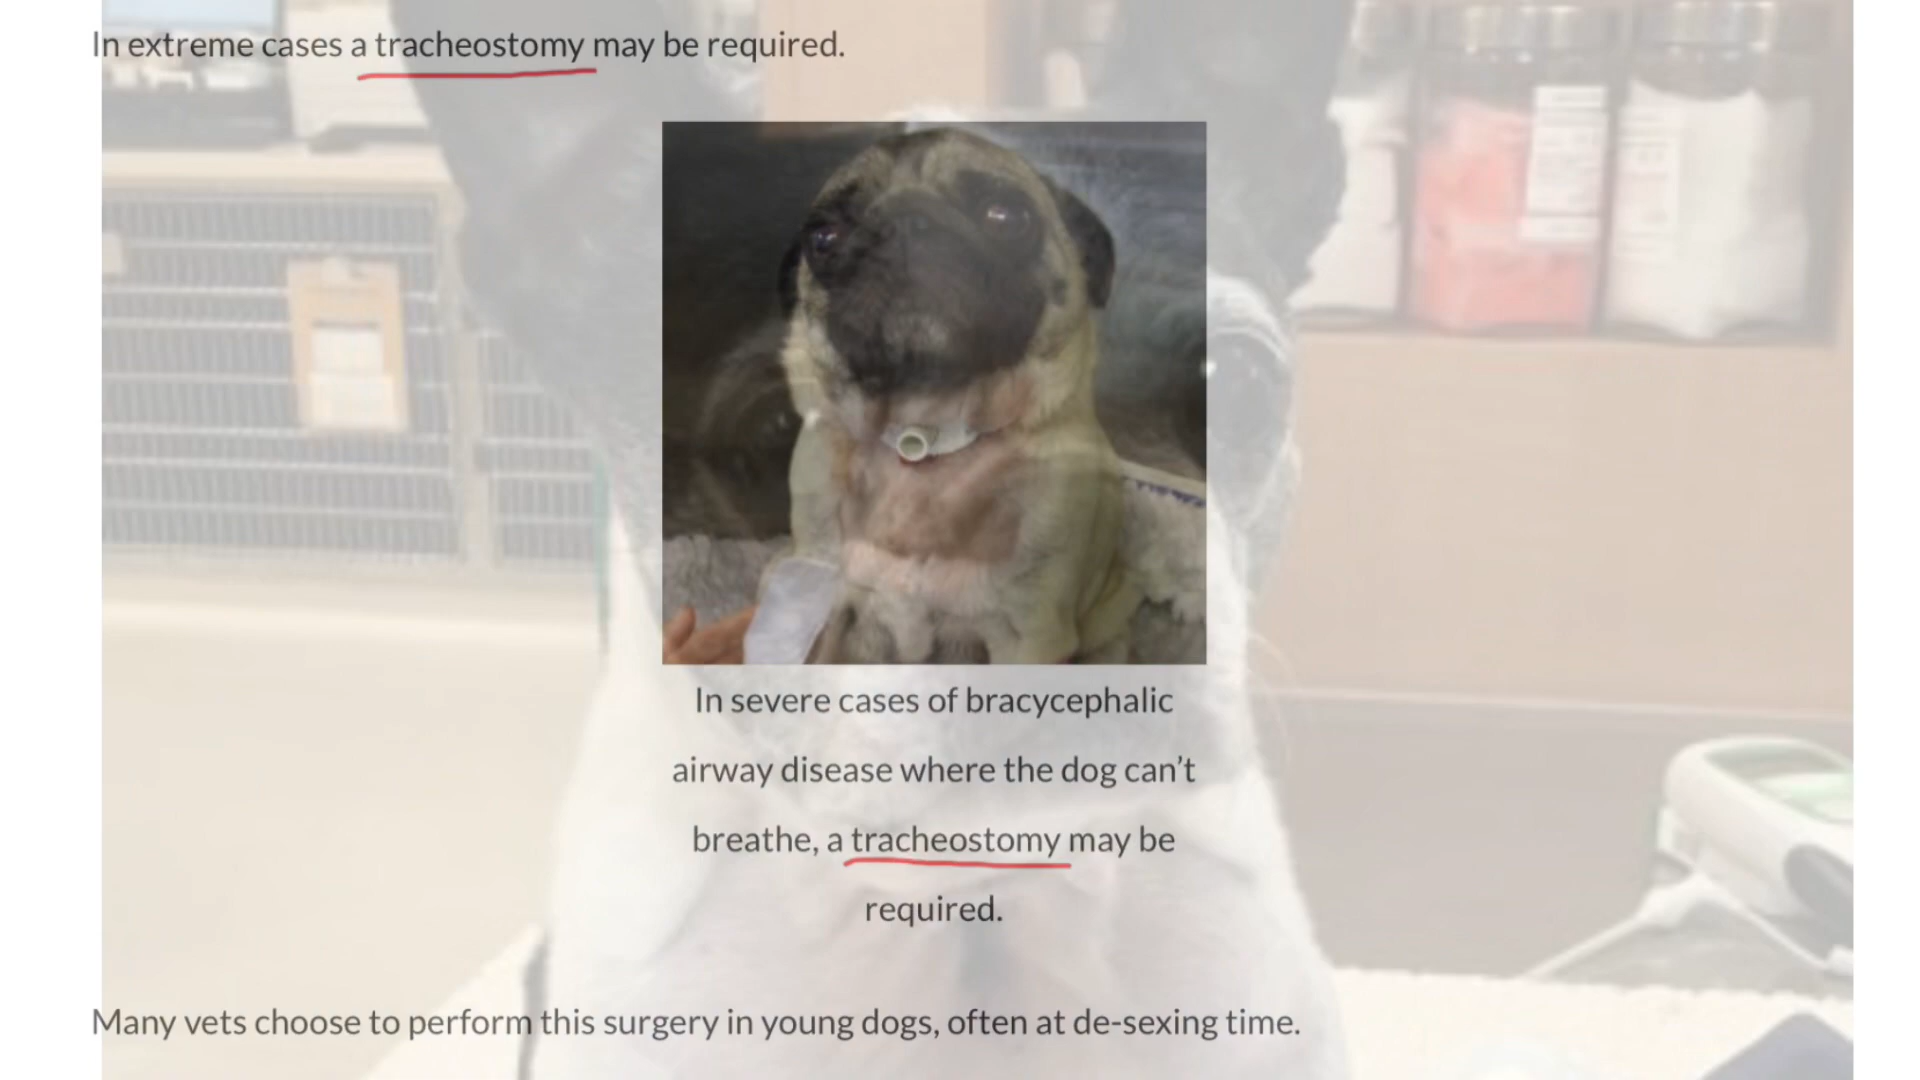 In extreme cases a tracheostomy may be required.
In severe cases of bracycephalic
airway disease where the dog can't
breathe, a tracheostomy may be
required.
Many vets choose to perform this surgery in young dogs, often at de-sexing time.